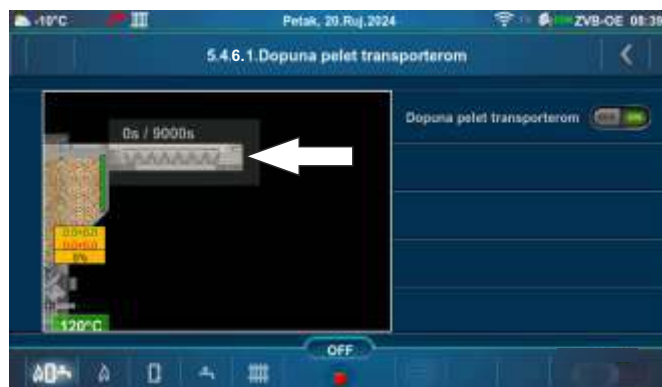 -10°C Petak, 20.Ruj.2024 ZVB-OE 08:39
5.4.6.1.Dopuna pelet transporterom
0s / 9000s
Dopuna pelet transporterom
0%
120°C
OFF